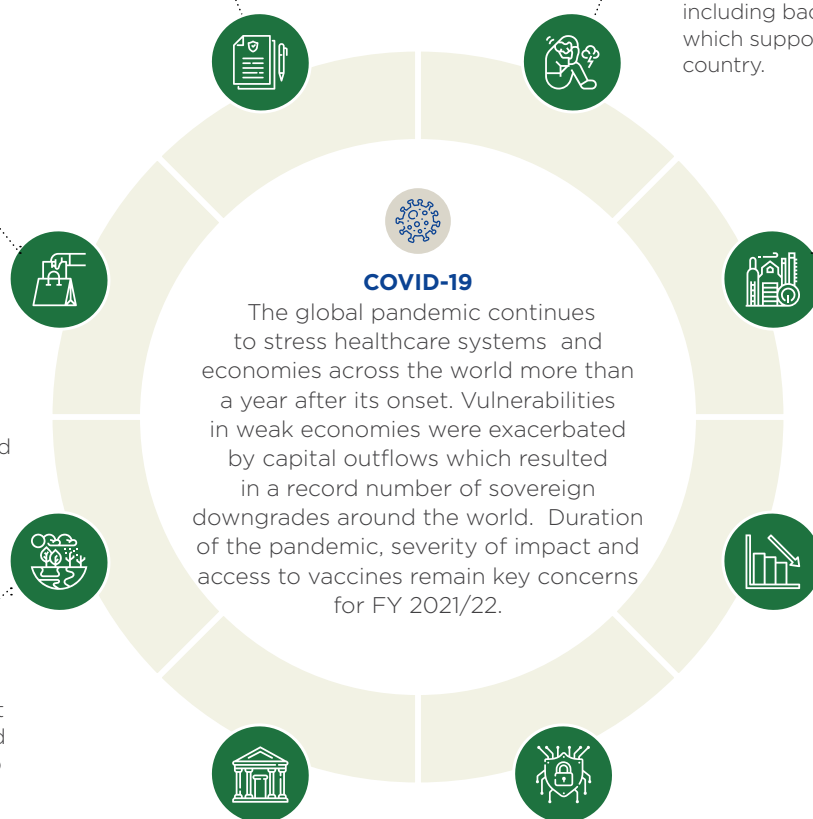 including
which
country.
COVID-19
The global pandemic continues
to stress healthcare systems and
economies across the world more than
a year after its onset. Vulnerabilities
in weak economies were exacerbated
by capital outflows which resulted
in a record number of sovereign
downgrades around the world. Duration
of the pandemic, severity of impact and
access to vaccines remain key concerns
for FY 2021/22.